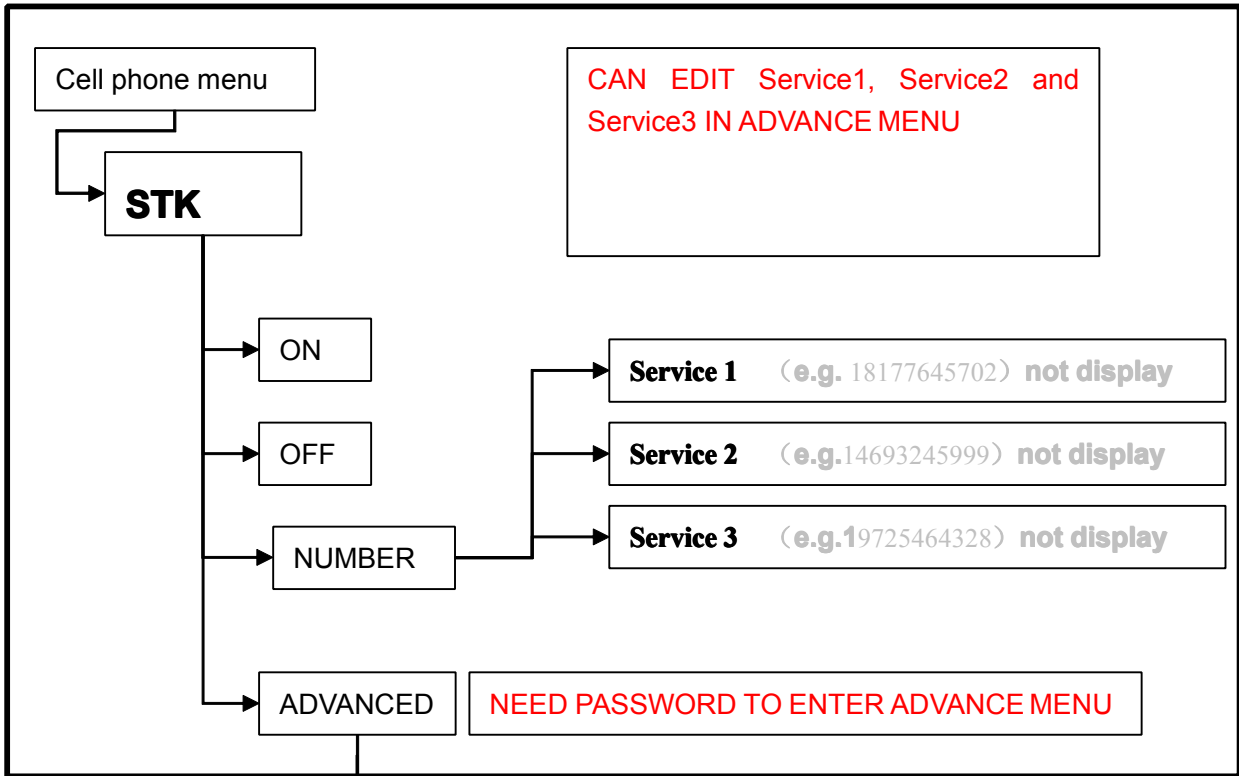 Cell phone menu
CAN EDIT Service1, Service2 and
Service3 IN ADVANCE MENU
STK
ON
OFF
NUMBER
Service 1 （e.g. 18177645702）not display
Service 2 （e.g.14693245999）not display
Service 3 （e.g.19725464328）not display
ADVANCED
NEED PASSWORD TO ENTER ADVANCE MENU